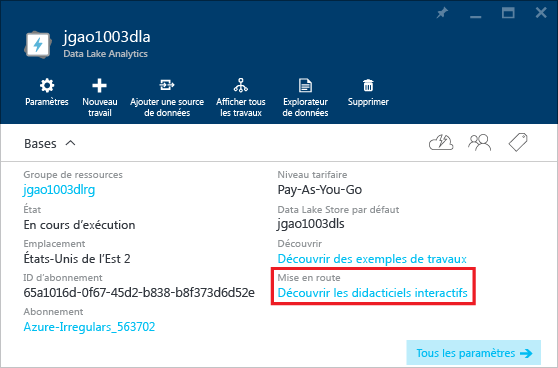 jgao1003dla
Data Lake Analytics
Paramètres
Nouveau
travail
Ajouter une source
de données
Afficher tous
les travaux
Explorateur
de données
Supprimer
Bases
Groupe de ressources
jgao1003dlrg
État
En cours d'exécution
Emplacement
États-Unis de l'Est 2
ID d'abonnement
65a1016d-0f67-45d2-b838-b8f373d6d52e
Abonnement
Azure-Irregulars_563702
Niveau tarifaire
Pay-As-You-Go
Data Lake Store par défaut
jgao1003dls
Découvrir
Découvrir des exemples de travaux
Mise en route
Découvrir les didacticiels interactifs
Tous les paramètres